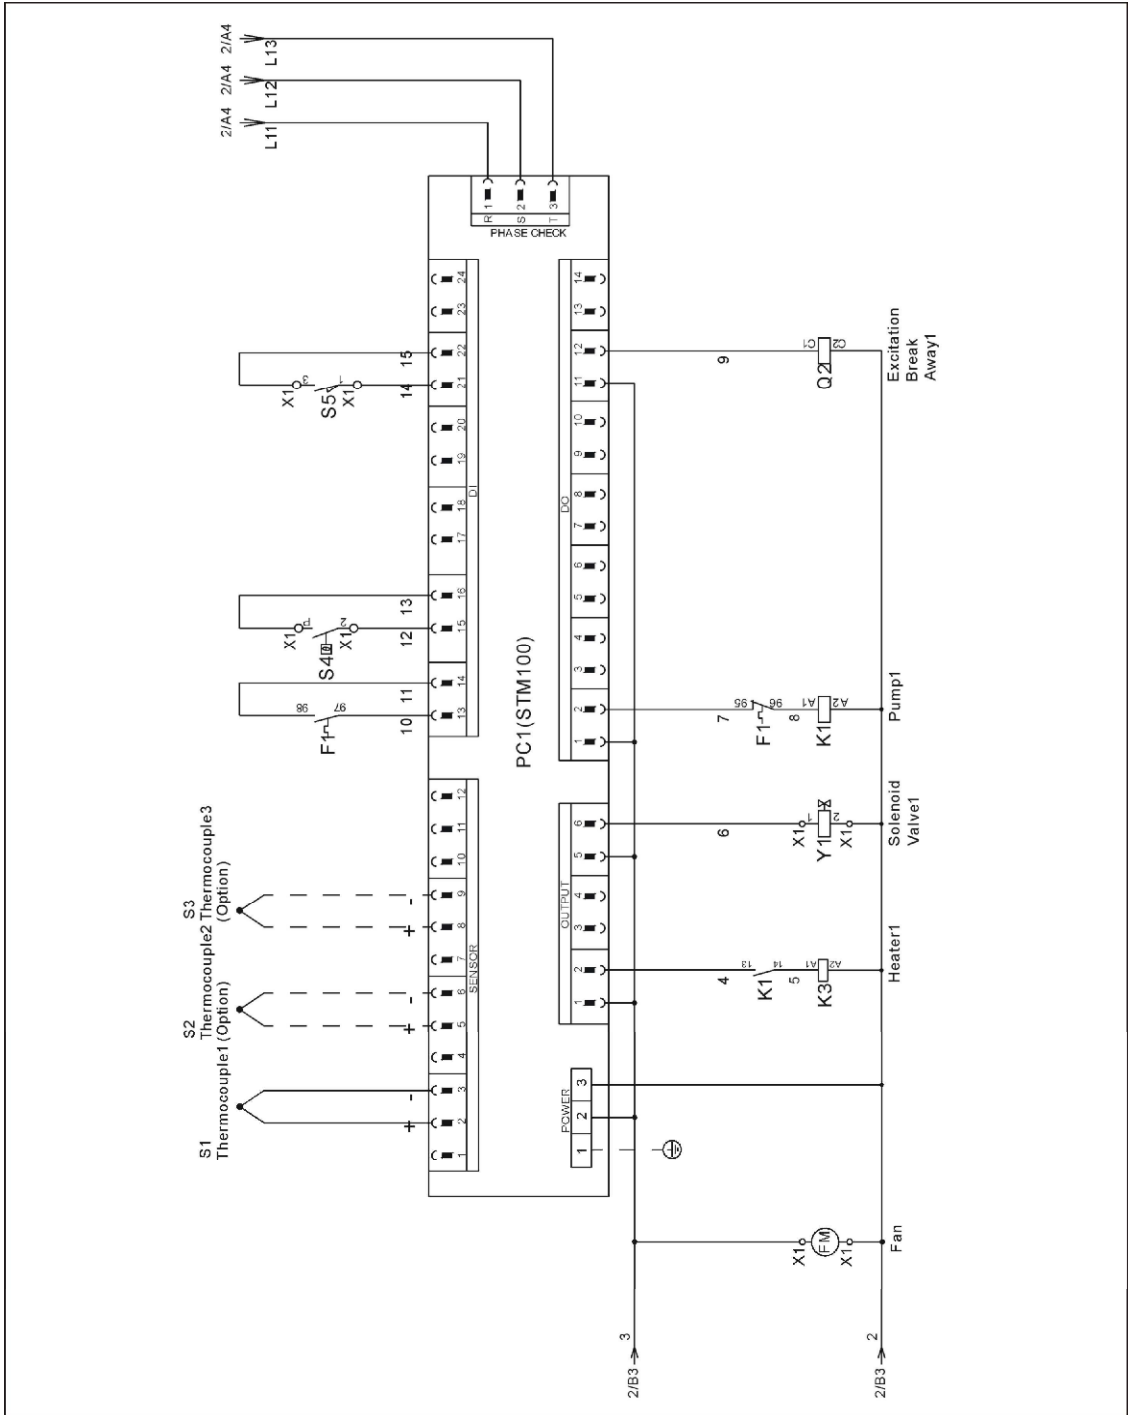 2/A4
L13
2/A4
L12
2/A4
L11
R 1
S 2
T 3
PHASE CHECK
S1
Thermocouple1
S2
Thermocouple2
(Option)
S3
Thermocouple3
(Option)
+
-
+
-
+
-
1
2
3
4
5
6
7
8
9
10
11
12
SENSOR
F1
98
97
10
11
X1
P
S4
2
X1
12
13
X1
3
S5
1
X1
14
15
13
14
15
16
17
18
19
20
21
22
23
24
DI
PC1(STM100)
POWER
1
2
3
OUTPUT
1
2
3
4
5
6
DO
1
2
3
4
5
6
7
8
9
10
11
12
13
14
X1
FM
X1
Fan
4
13
K1
14
5
A1
K3
A2
Heater1
6
X1
1
Y1
2
X1
Solenoid
Valve1
7
95
F1
96
8
A1
K1
A2
Pump1
9
C1
Q2
C2
Excitation
Break
Away1
2/B3
3
2/B3
2